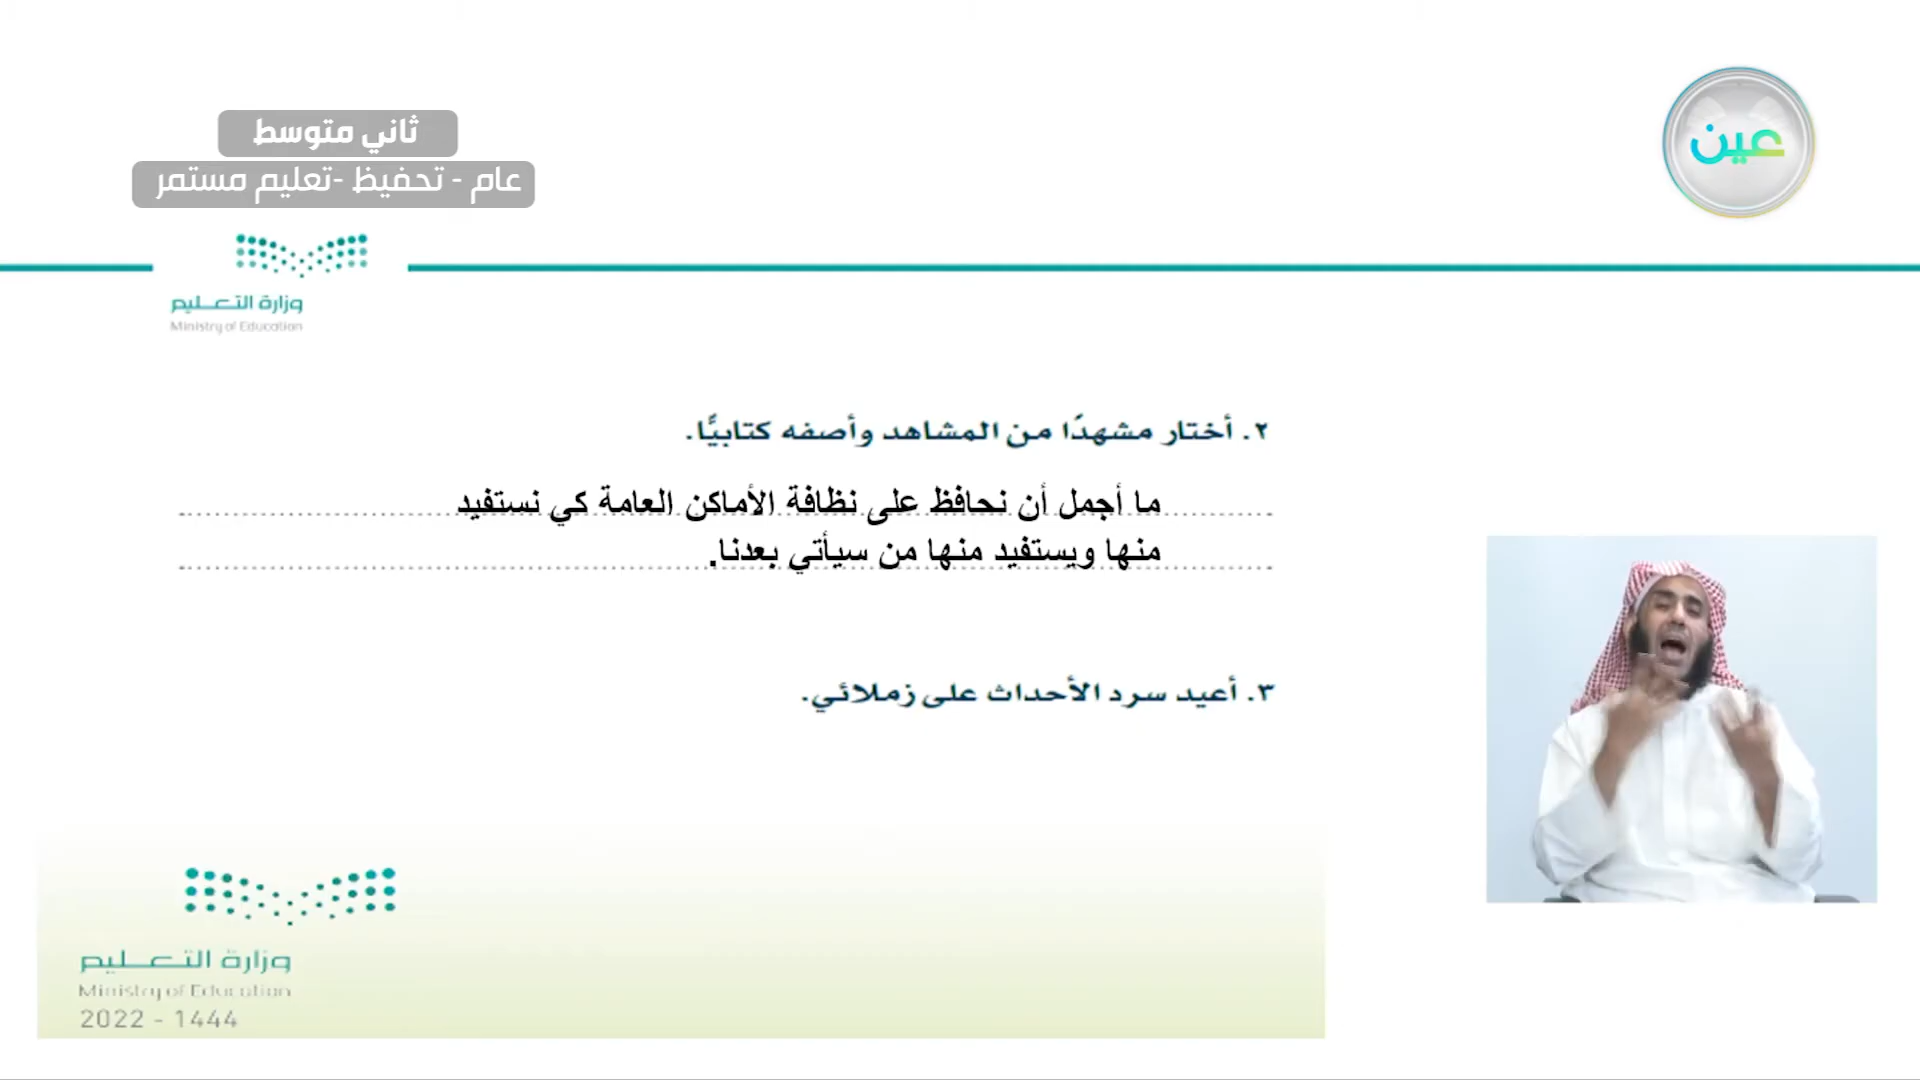 عين
ثاني متوسط
عام - تحفيظ -تعليم مستمر
وزارة التعليم
Ministry of Education
٢. أختار مشهدًا من المشاهد وأصفه كتابيًّا.
ما أجمل أن نحافظ على نظافة الأماكن العامة كي نستفيد
منها ويستفيد منها من سيأتي بعدنا.
٣. أعيد سرد الأحداث على زملائي.
وزارة التعليم
Ministry of Education
2022 - 1444